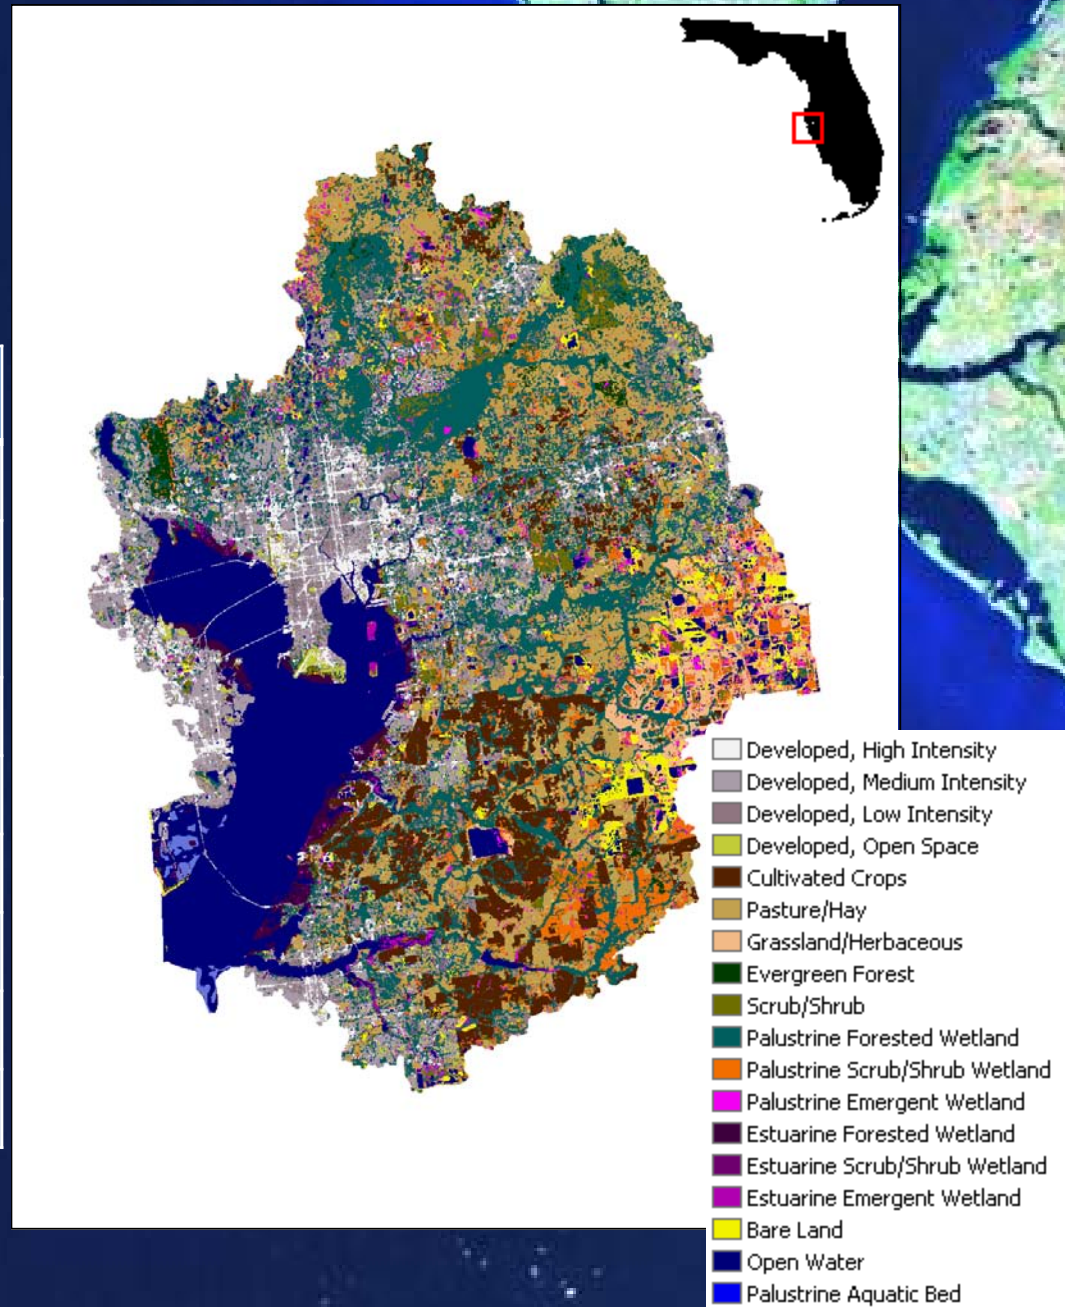 Developed, High Intensity
Developed, Medium Intensity
Developed, Low Intensity
Developed, Open Space
Cultivated Crops
Pasture/Hay
Grassland/Herbaceous
Evergreen Forest
Scrub/Shrub
Palustrine Forested Wetland
Palustrine Scrub/Shrub Wetland
Palustrine Emergent Wetland
Estuarine Forested Wetland
Estuarine Scrub/Shrub Wetland
Estuarine Emergent Wetland
Bare Land
Open Water
Palustrine Aquatic Bed